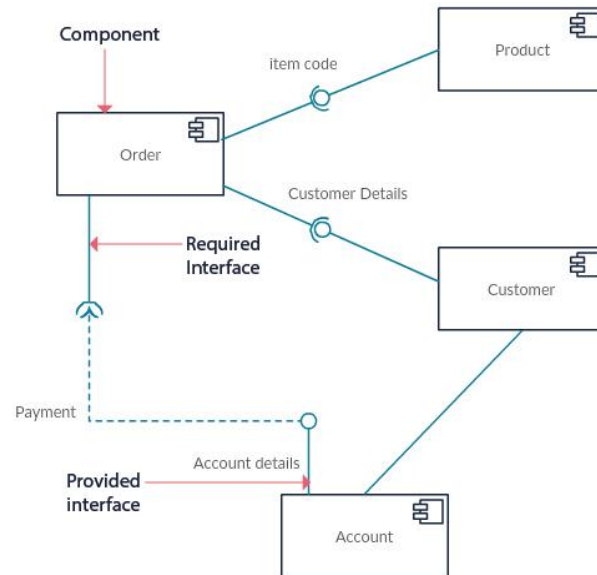 Component
Product
item code
Order
Customer Details
Required
Interface
Customer
Payment
Account details
Provided
interface
Account